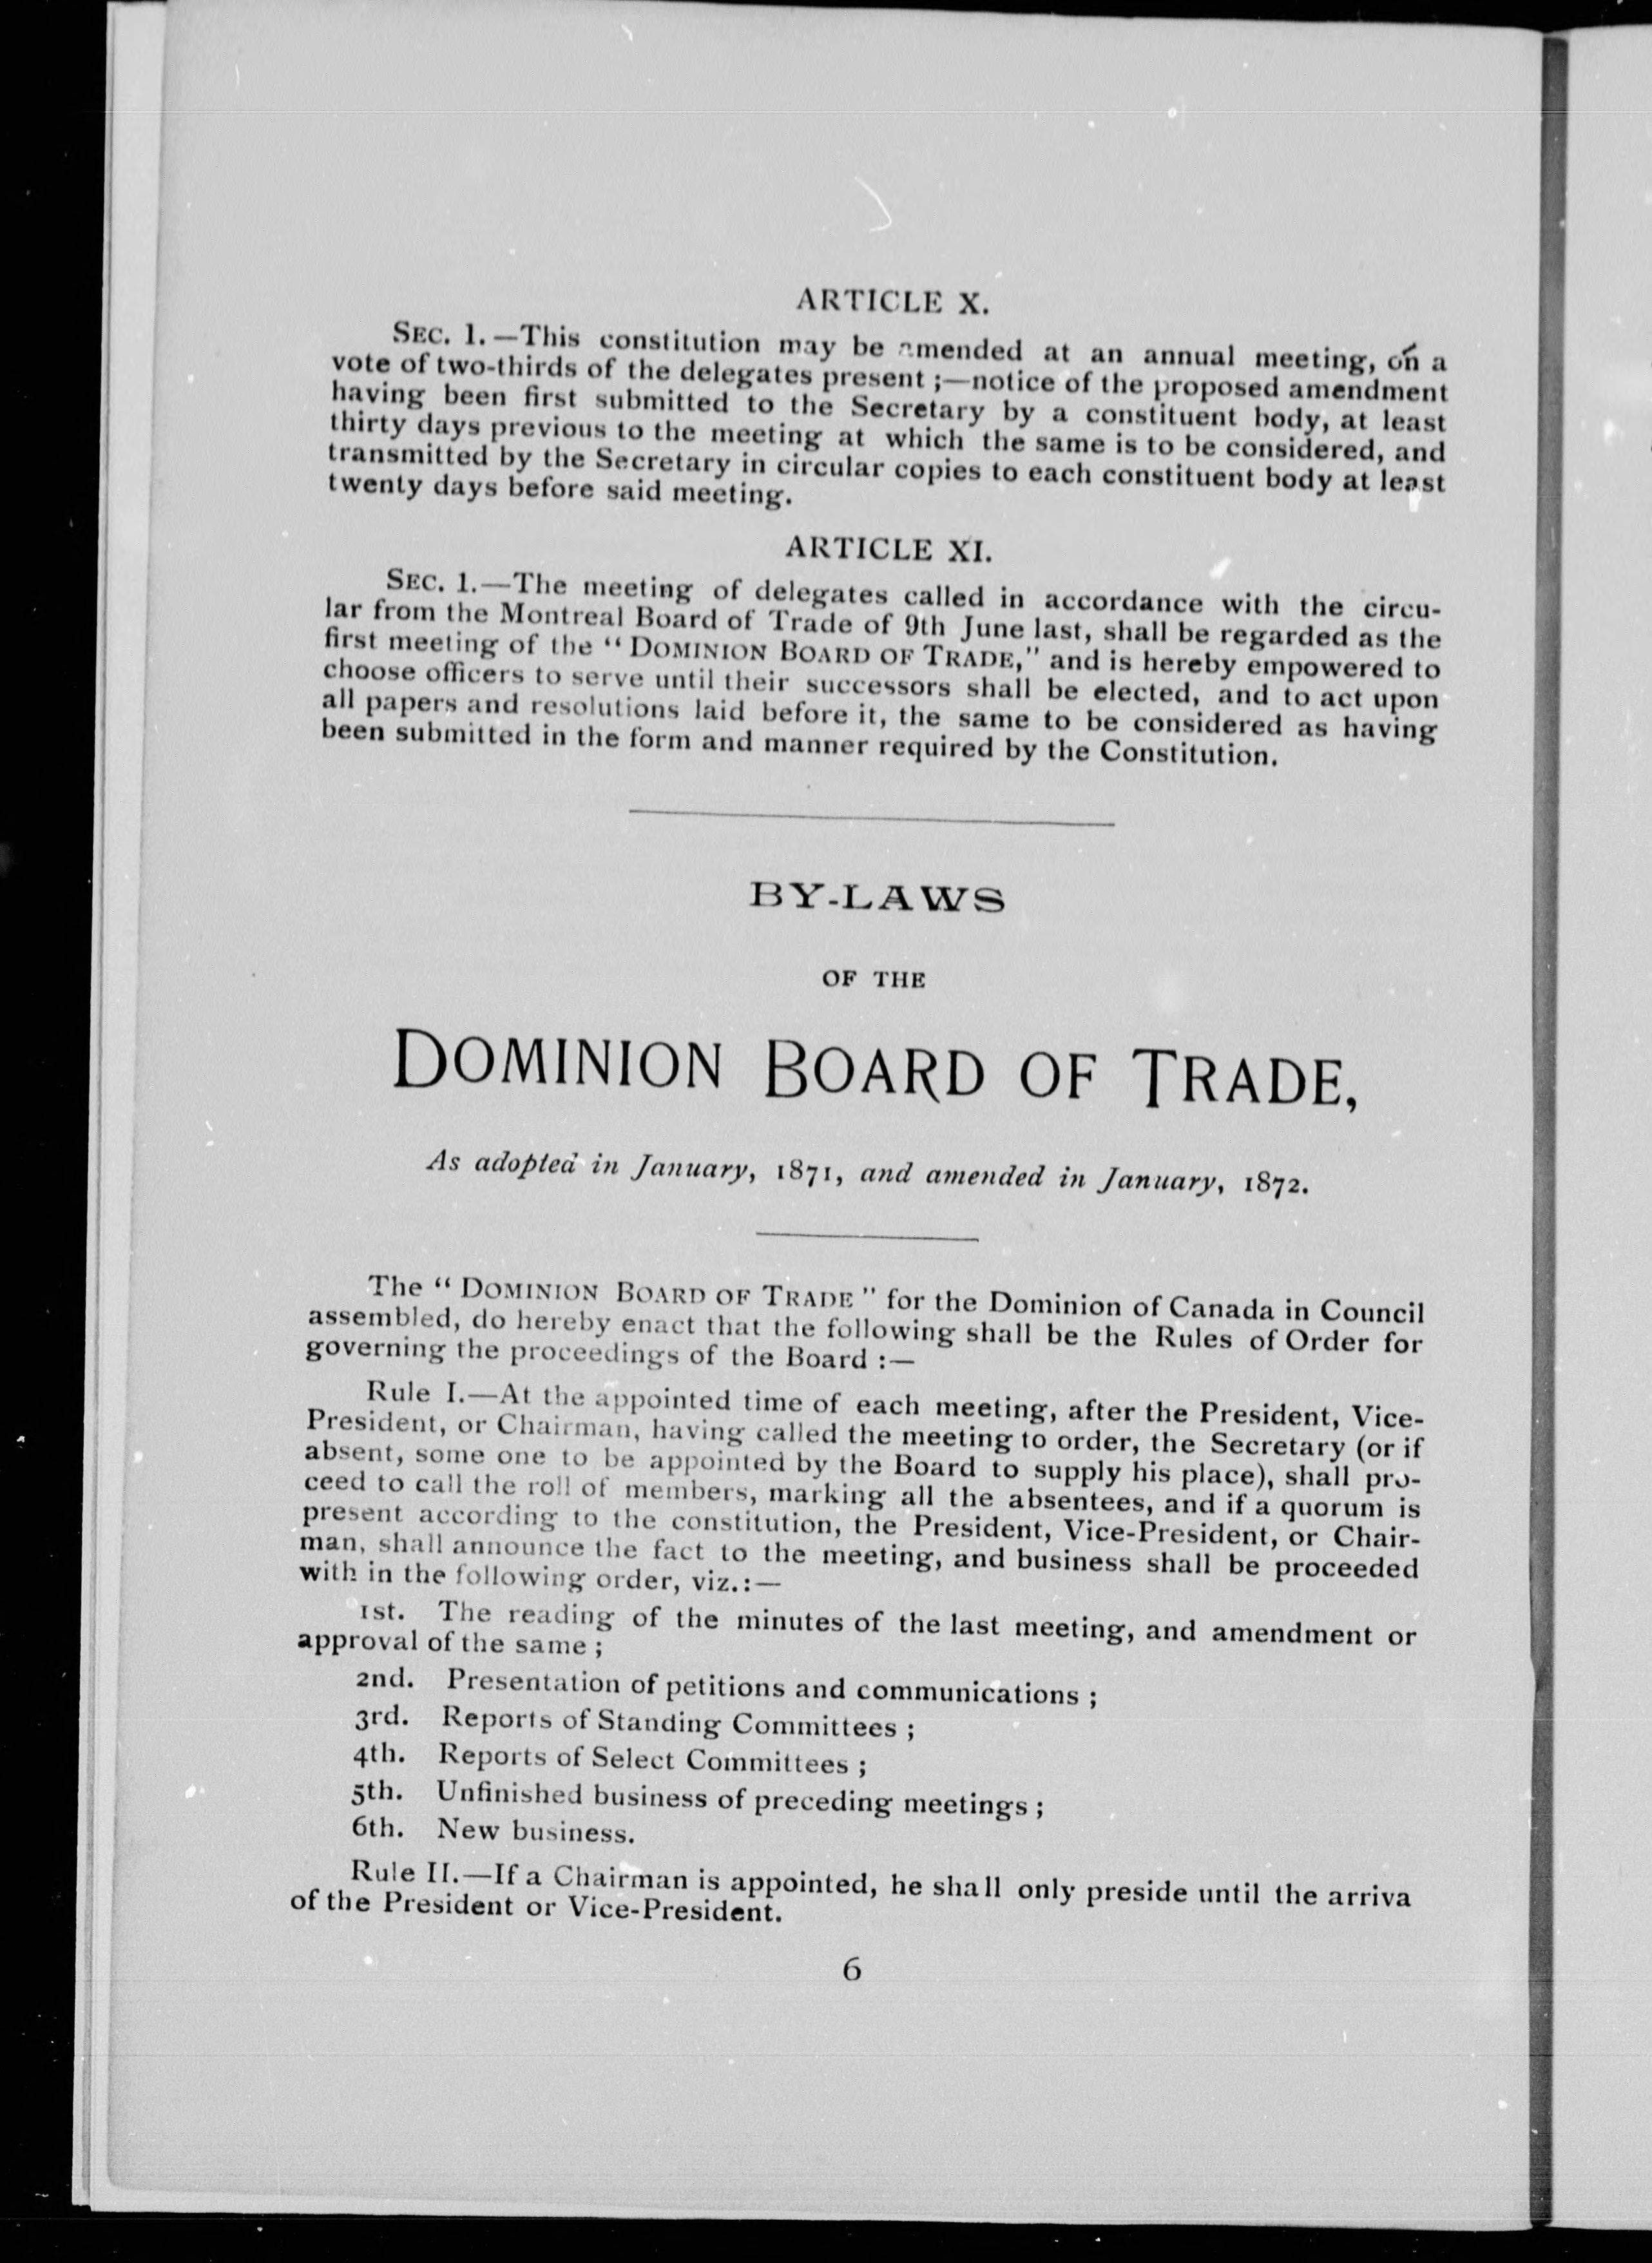 ARTICLE X.
SEC. 1.—This constitution may be amended at an annual meeting, on a
vote of two-thirds of the delegates present ;—notice of the proposed amendment
having been first submitted to the Secretary by a constituent body, at least
thirty days previous to the meeting at which the same is to be considered, and
transmitted by the Secretary in circular copies to each constituent body at least
twenty days before said meeting.
ARTICLE XI.
SEC. 1.—The meeting of delegates called in accordance with the circu-
lar from the Montreal Board of Trade of 9th June last, shall be regarded as the
first meeting of the " DOMINION BOARD OF TRADE," and is hereby empowered to
choose officers to serve until their successors shall be elected, and to act upon
all papers and resolutions laid before it, the same to be considered as having
been submitted in the form and manner required by the Constitution.
BY-LAWS
OF THE
DOMINION BOARD OF TRADE,
As adopted in January, 1871, and amended in January, 1872.
The " DOMINION BOARD OF TRADE " for the Dominion of Canada in Council
assembled, do hereby enact that the following shall be the Rules of Order for
governing the proceedings of the Board :—
Rule I.—At the appointed time of each meeting, after the President, Vice-
President, or Chairman, having called the meeting to order, the Secretary (or if
absent, some one to be appointed by the Board to supply his place), shall pro-
ceed to call the roll of members, marking all the absentees, and if a quorum is
present according to the constitution, the President, Vice-President, or Chair-
man, shall announce the fact to the meeting, and business shall be proceeded
with in the following order, viz.:—
1st. The reading of the minutes of the last meeting, and amendment or
approval of the same ;
2nd. Presentation of petitions and communications ;
3rd. Reports of Standing Committees ;
4th. Reports of Select Committees ;
5th. Unfinished business of preceding meetings ;
6th. New business.
Rule II.—If a Chairman is appointed, he shall only preside until the arriva
of the President or Vice-President.
6